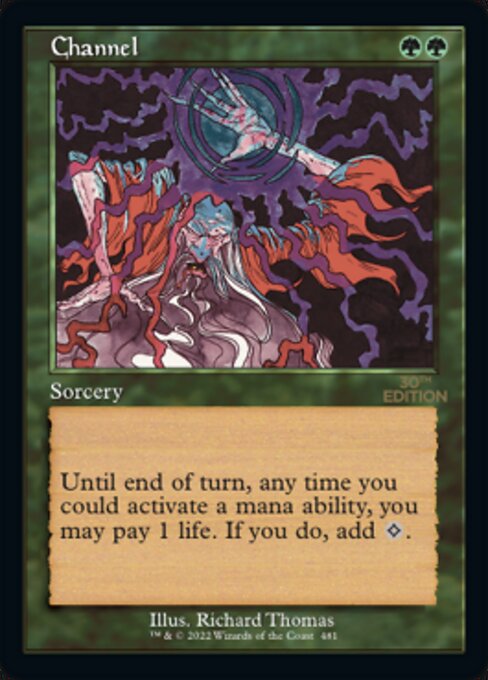 Channel
Sorcery
30TH
EDITION
Until end of turn, any time you
could activate a mana ability, you
may pay 1 life. If you do, add
Illus. Richard Thomas
™ & © 2022 Wizards of the Coast 481